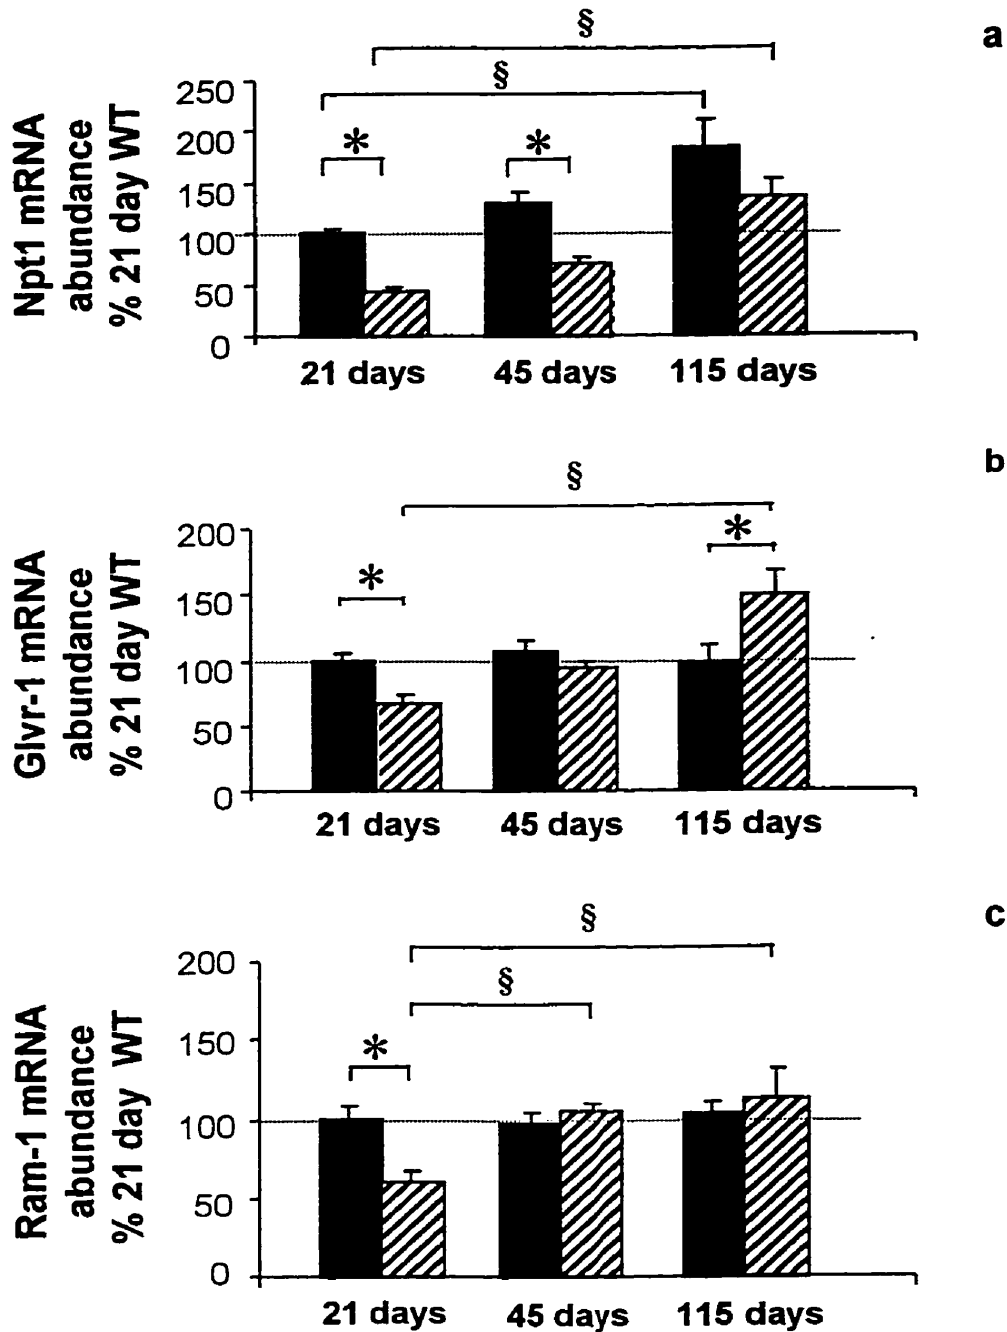 a
§
§
Npt1 mRNA
abundance
% 21 day WT
250
200
150
100
50
0
*
*
21 days
45 days
115 days
b
§
Glvr-1 mRNA
abundance
% 21 day WT
200
150
100
50
0
*
*
21 days
45 days
115 days
c
§
§
Ram-1 mRNA
abundance
% 21 day WT
200
150
100
50
0
*
21 days
45 days
115 days